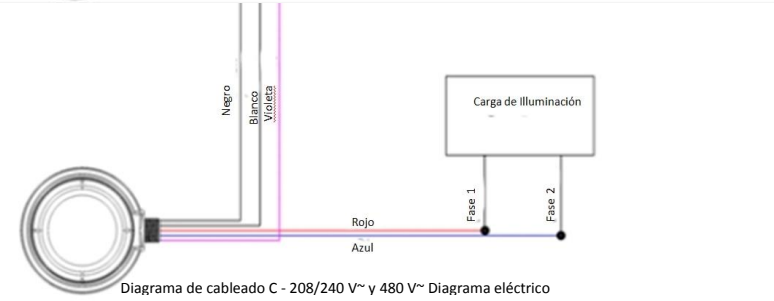 Negro
Blanco
Violeta
Carga de Illuminación
Fase 1
Fase 2
Rojo
Azul
Diagrama de cableado C - 208/240 V~ y 480 V~ Diagrama eléctrico